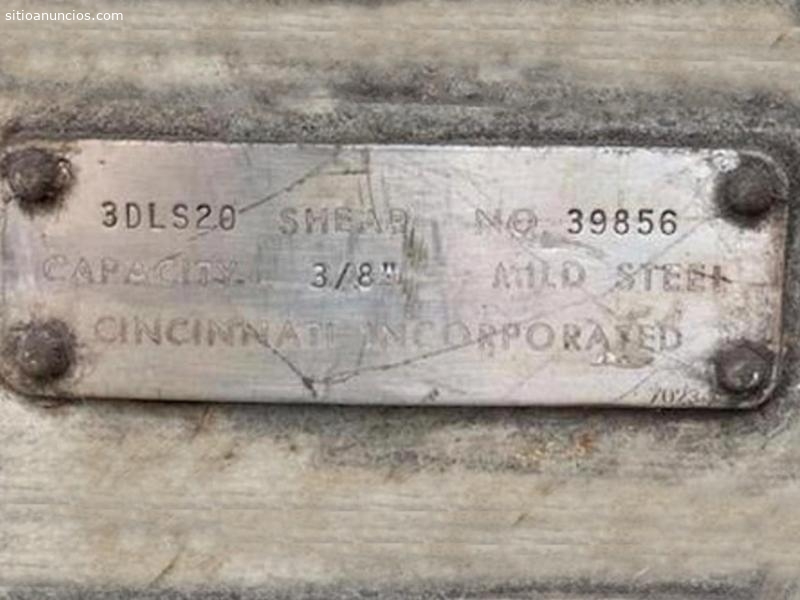 sitioanuncios.com
3DLS20 SHEAR NO. 39856
CAPACITY 3/8" MILD STEEL
CINCINNATI INCORPORATED